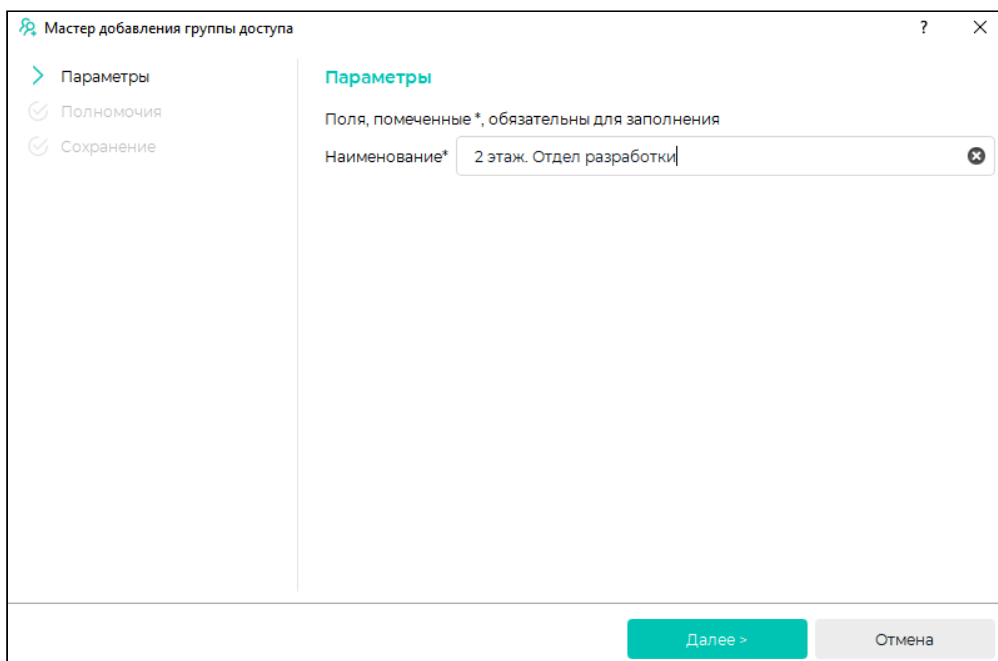 Мастер добавления группы доступа
?
Параметры
Полномочия
Сохранение
Параметры
Поля, помеченные *, обязательны для заполнения
Наименование* 2 этаж. Отдел разработки
Далее > Отмена